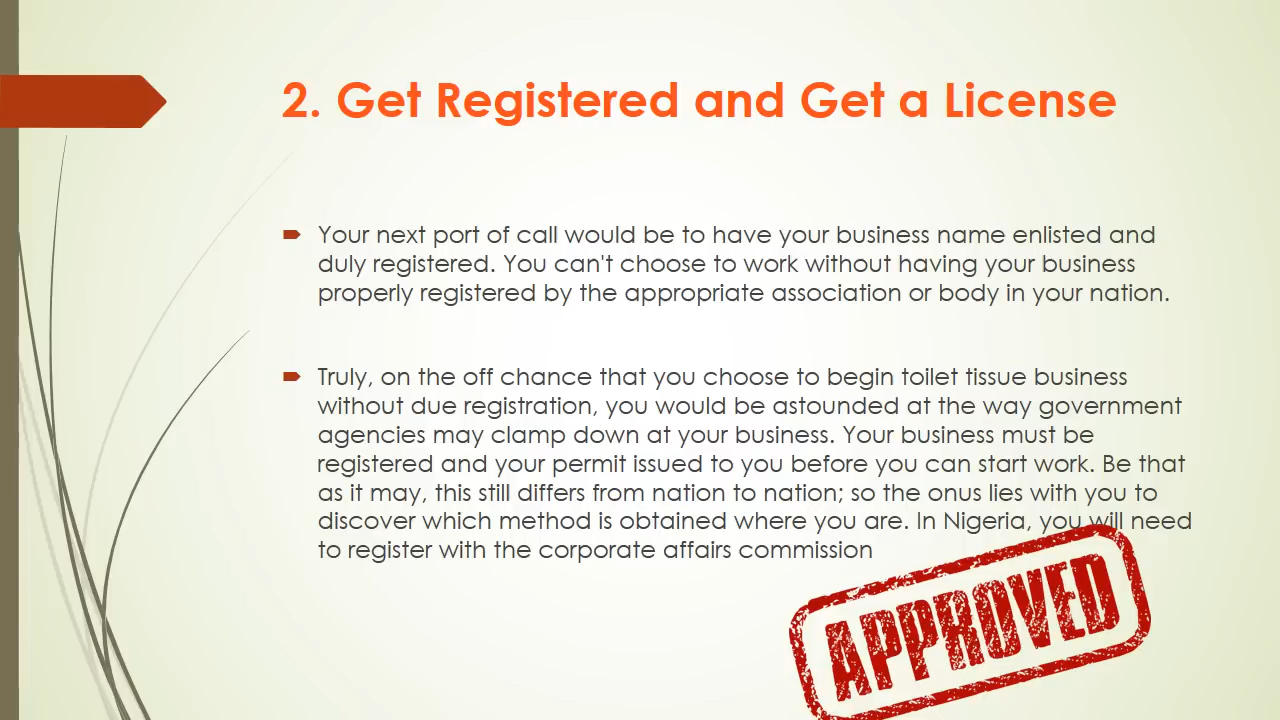 2. Get Registered and Get a License
Your next port of call would be to have your business name enlisted and
duly registered. You can't choose to work without having your business
properly registered by the appropriate association or body in your nation.
Truly, on the off chance that you choose to begin toilet tissue business
without due registration, you would be astounded at the way government
agencies may clamp down at your business. Your business must be
registered and your permit issued to you before you can start work. Be that
as it may, this still differs from nation to nation; so the onus lies with you to
discover which method is obtained where you are. In Nigeria, you will need
to register with the corporate affairs commission
APPROVED